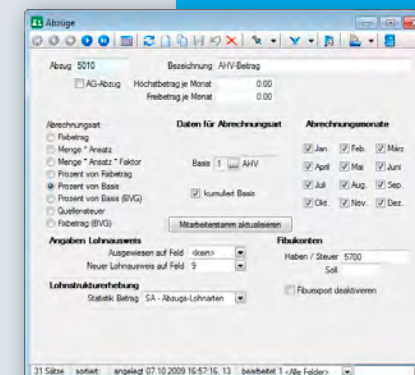 Abzüge
Abzug 5010 Bezeichnung AHV-Beitrag
AG-Abzug Höchstbetrag je Monat 0.00
Freibetrag je Monat 0.00
Abrechnungsart Daten für Abrechnungsart Abrechnungsmonate
Fixbetrag
Menge * Ansatz
Menge * Ansatz * Faktor
Prozent von Fixbetrag
Prozent von Basis
Prozent von Basis (BVG)
Quellensteuer
Fixbetrag (BVG)
Basis 1 ... AHV
kumuliert Basis
Mitarbeiterstamm aktualisieren
Jan. Feb. März
April Mai Juni
Juli Aug. Sep.
Okt. Nov. Dez.
Angaben Lohnausweis Fibukonten
Ausgewiesen auf Feld <kein> Haben / Steuer 5700
Neuer Lohnausweis auf Feld 9 Soll
Lohnstrukturerhebung Fibuexport deaktivieren
Statistik Betrag SA - Abzugs-Lohnarten
31 Sätze sortiert: angelegt 07.10.2009 16:57:16, 13 bearbeitet 1 <Alle Felder>